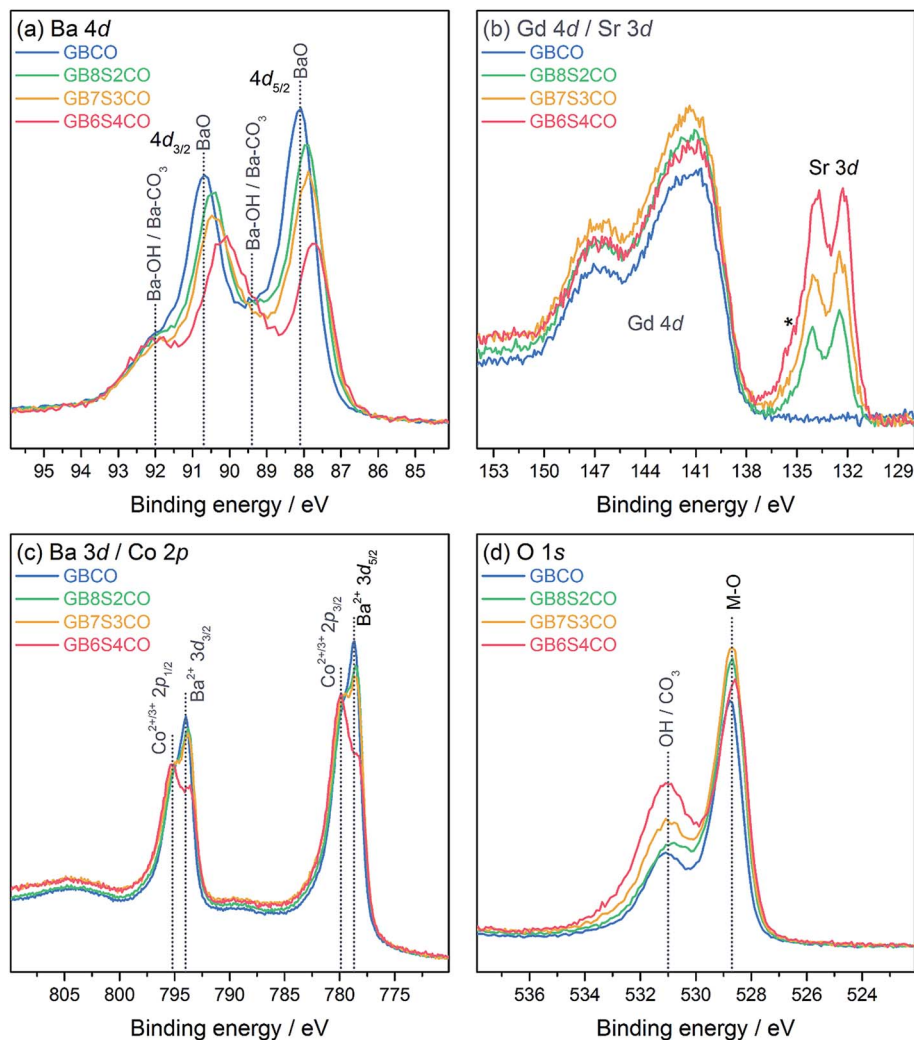 (a) Ba 4d
GBCO
GB8S2CO
GB7S3CO
GB6S4CO
Ba-OH / Ba-CO₃
4d₃/₂
BaO
Ba-OH / Ba-CO₃
4d₅/₂
BaO
95 94 93 92 91 90 89 88 87 86 85
Binding energy / eV
(b) Gd 4d / Sr 3d
GBCO
GB8S2CO
GB7S3CO
GB6S4CO
Sr 3d
*
Gd 4d
153 150 147 144 141 138 135 132 129
Binding energy / eV
(c) Ba 3d / Co 2p
GBCO
GB8S2CO
GB7S3CO
GB6S4CO
Co²⁺/³⁺ 2p₁/₂
Ba²⁺ 3d₃/₂
Co²⁺/³⁺ 2p₃/₂
Ba²⁺ 3d₅/₂
805 800 795 790 785 780 775
Binding energy / eV
(d) O 1s
GBCO
GB8S2CO
GB7S3CO
GB6S4CO
OH / CO₃
M-O
536 534 532 530 528 526 524
Binding energy / eV